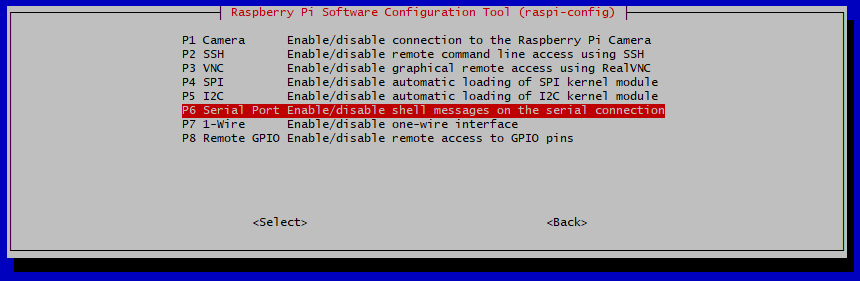 Raspberry Pi Software Configuration Tool (raspi-config)
P1 Camera Enable/disable connection to the Raspberry Pi Camera
P2 SSH Enable/disable remote command line access using SSH
P3 VNC Enable/disable graphical remote access using RealVNC
P4 SPI Enable/disable automatic loading of SPI kernel module
P5 I2C Enable/disable automatic loading of I2C kernel module
P6 Serial Port Enable/disable shell messages on the serial connection
P7 1-Wire Enable/disable one-wire interface
P8 Remote GPIO Enable/disable remote access to GPIO pins
<Select> <Back>